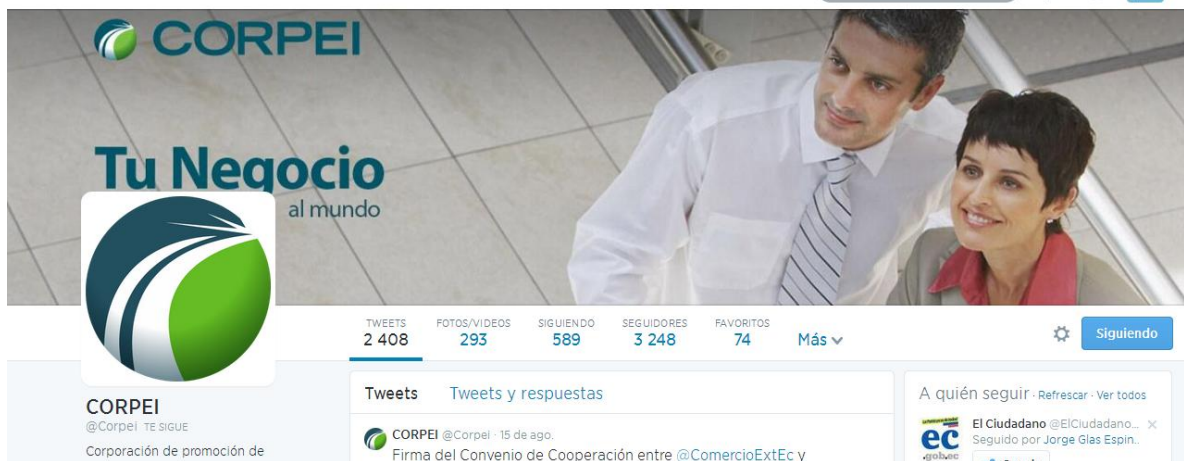 CORPEI
Tu Negocio
al mundo
TWEETS
2 408
FOTOS/VIDEOS
293
SIGUIENDO
589
SEGUIDORES
3 248
FAVORITOS
74
Más
Siguiendo
CORPEI
@Corpei TE SIGUE
Corporación de promoción de
Tweets Tweets y respuestas
CORPEI @Corpei · 15 de ago.
Firma del Convenio de Cooperación entre @ComercioExtEc y
A quién seguir · Refrescar · Ver todos
ec
.gob.ec
El Ciudadano @ElCiudadano...
Seguido por Jorge Glas Espin..